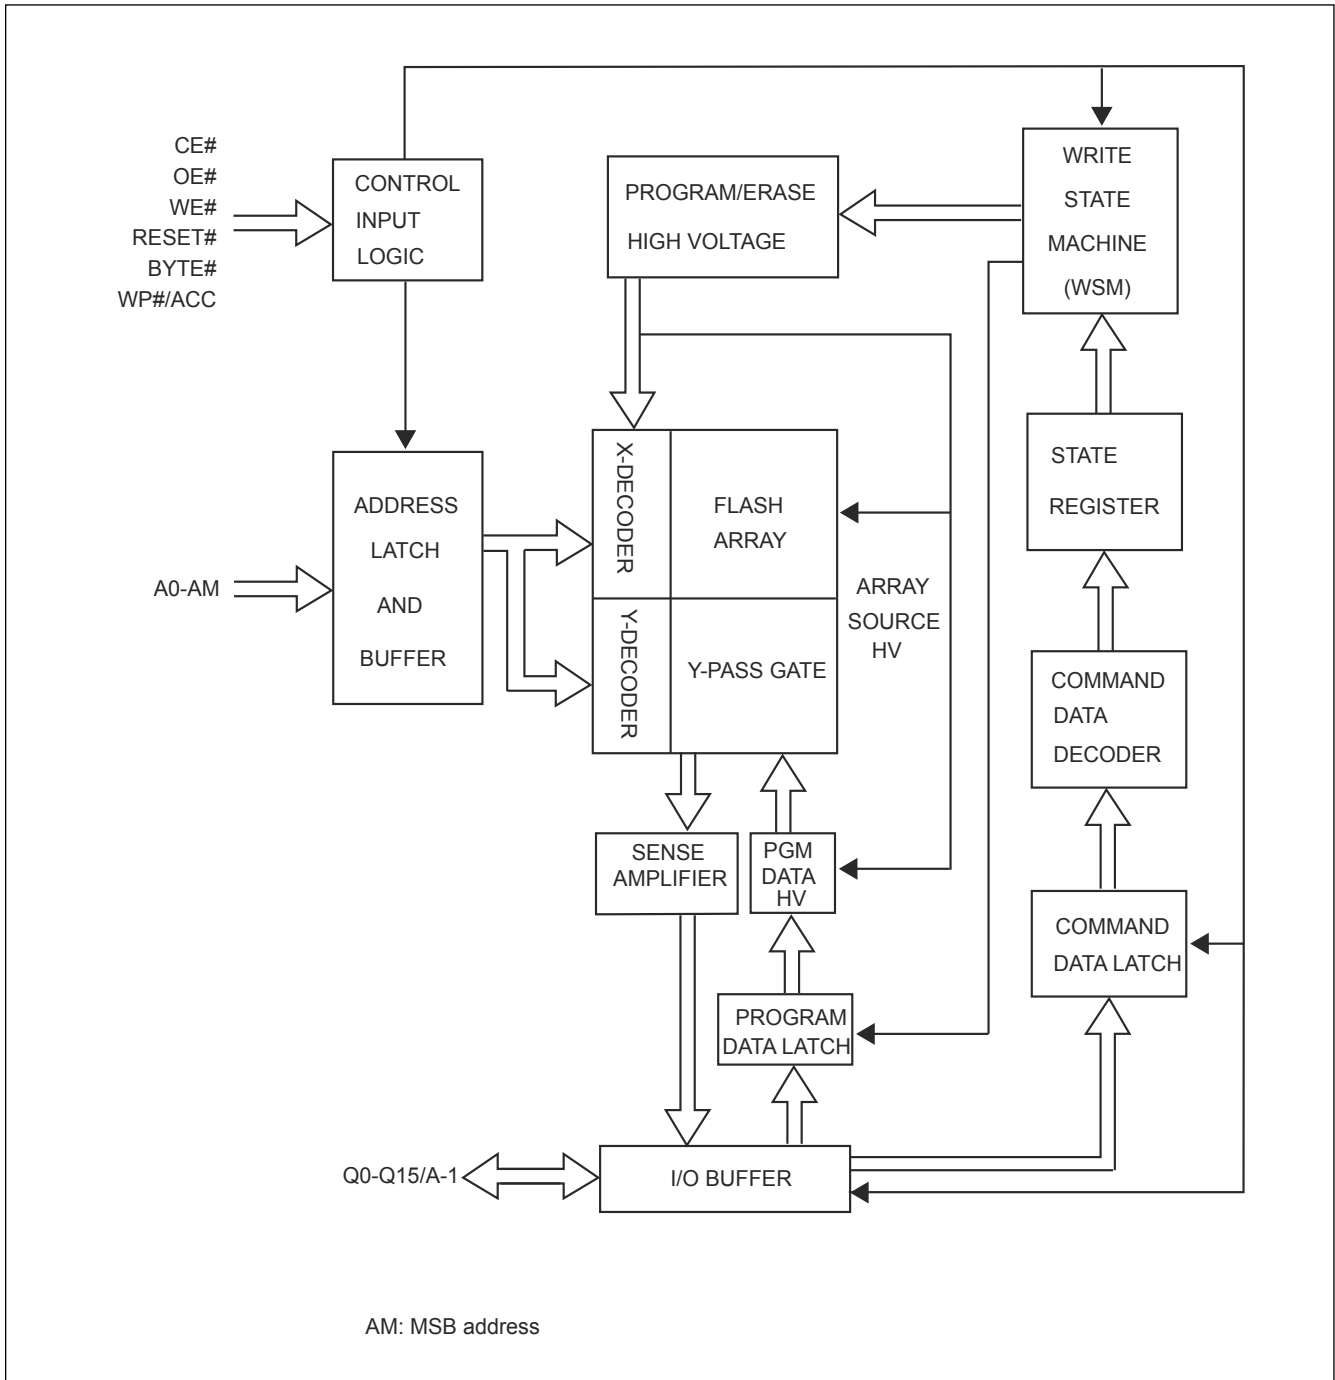 CE#
OE#
WE#
RESET#
BYTE#
WP#/ACC
CONTROL
INPUT
LOGIC
PROGRAM/ERASE
HIGH VOLTAGE
WRITE
STATE
MACHINE
(WSM)
STATE
REGISTER
A0-AM
ADDRESS
LATCH
AND
BUFFER
X-DECODER
FLASH
ARRAY
Y-DECODER
Y-PASS GATE
ARRAY
SOURCE
HV
COMMAND
DATA
DECODER
SENSE
AMPLIFIER
PGM
DATA
HV
COMMAND
DATA LATCH
PROGRAM
DATA LATCH
Q0-Q15/A-1
I/O BUFFER
AM: MSB address